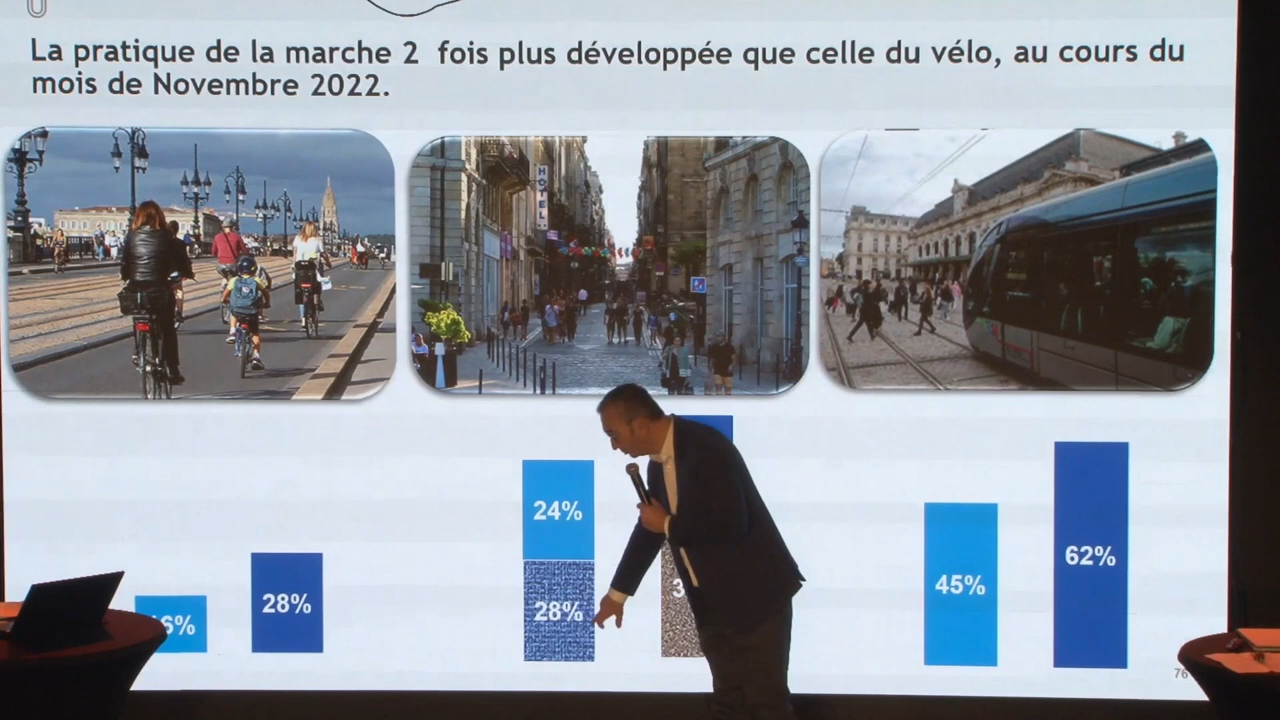 La pratique de la marche 2 fois plus développée que celle du vélo, au cours du
mois de Novembre 2022.
HOTEL
24%
28%
28%
45%
62%
76